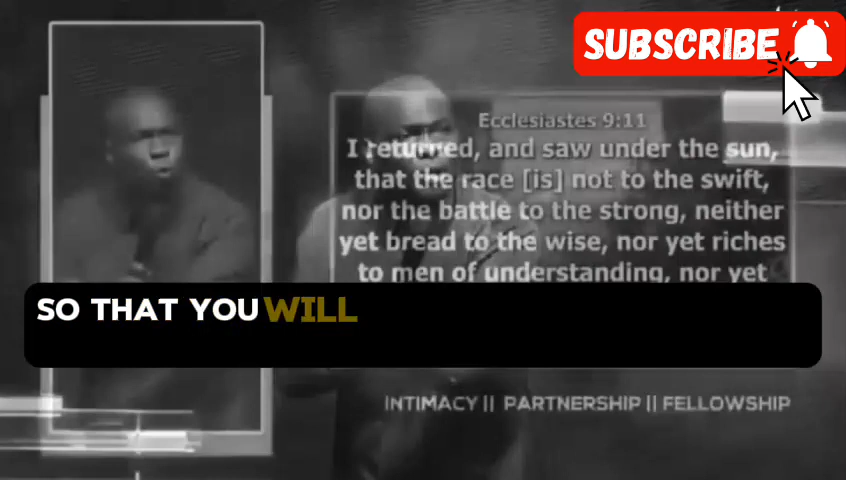 SUBSCRIBE
Ecclesiastes 9:11
I returned, and saw under the sun,
that the race [is] not to the swift,
nor the battle to the strong, neither
yet bread to the wise, nor yet riches
to men of understanding, nor yet
SO THAT YOU WILL
INTIMACY || PARTNERSHIP || FELLOWSHIP